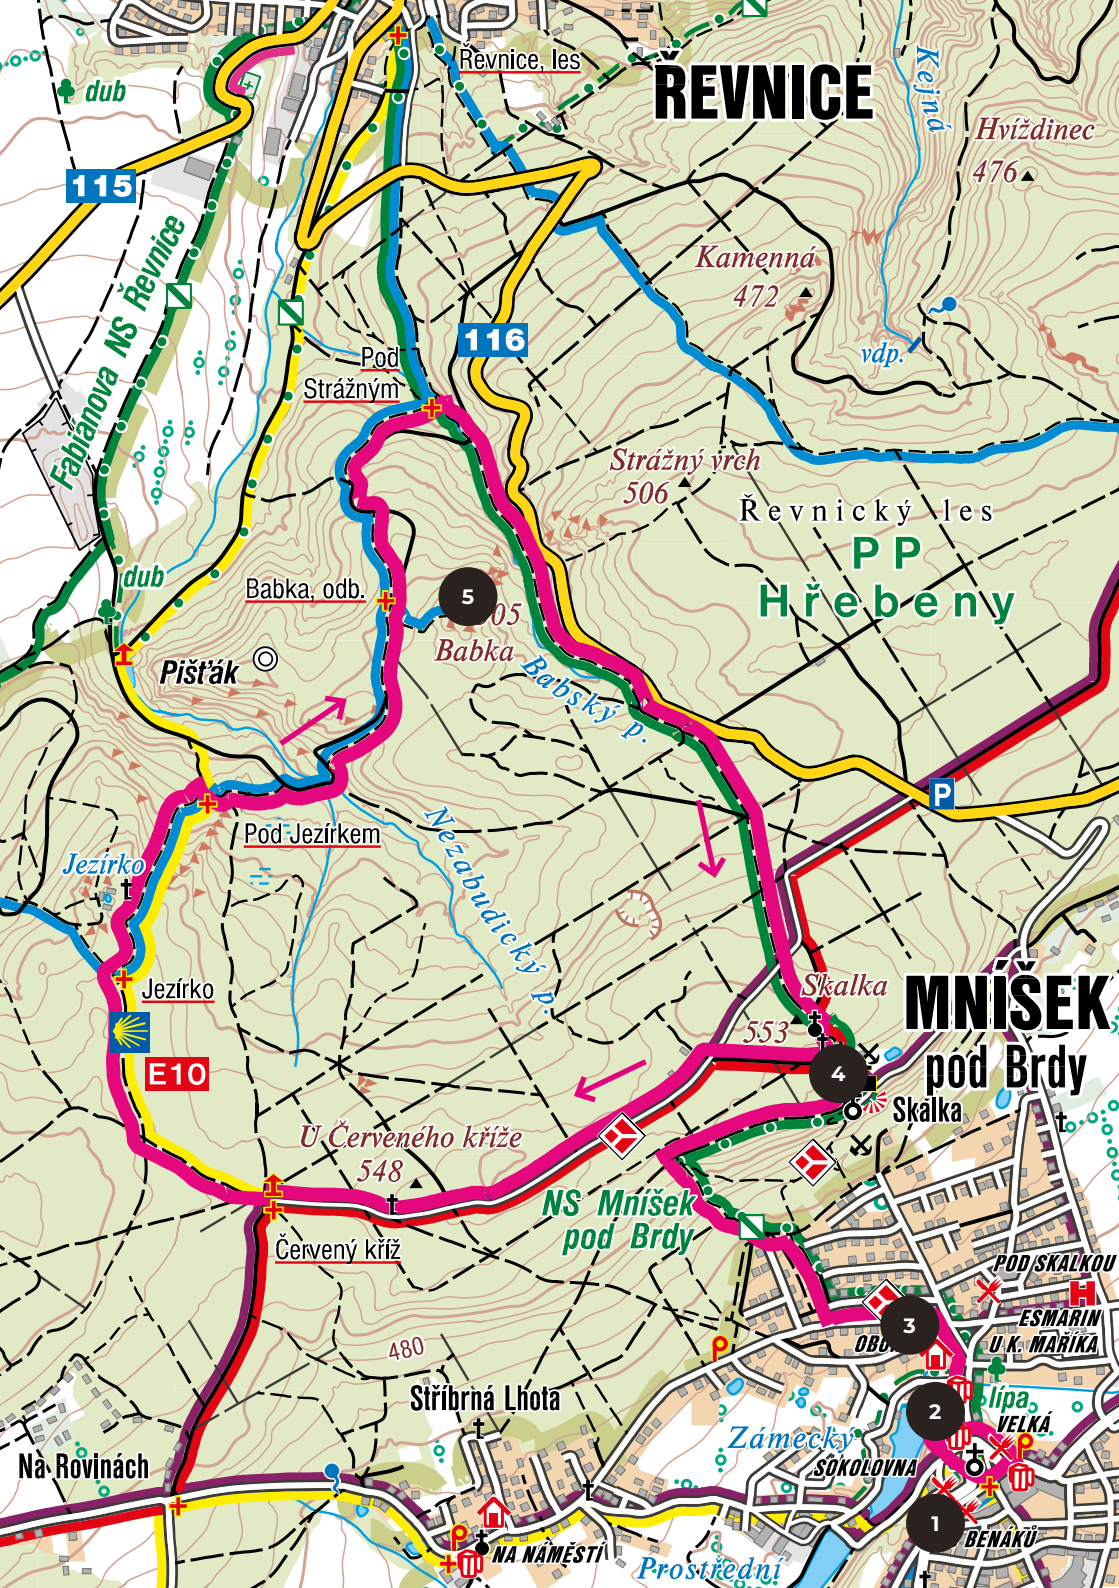 Řevnice, les
ŘEVNICE
Kejná
dub
Hvíždinec
476
115
Fabiánova NS Řevnice
Kamenná
472
116
vdp.
Pod
Strážným
Strážný vrch
506
Řevnický les
PP
Hřebeny
dub
Babka, odb.
5
05
Babka
Pišťák
Babský p.
P
Pod Jezírkem
Nezabudický p.
Jezírko
Jezírko
Skalka
553
MNÍŠEK
pod Brdy
E10
4
Skalka
U Červeného kříže
548
NS Mníšek
pod Brdy
Červený kříž
POD SKALKOU
H
ESMARIN
U K. MAŘÍKA
3
480
Stříbrná Lhota
lípa
2
VELKÁ
Zámecký
SOKOLOVNA
Na Rovinách
1
BENÁKŮ
NA NÁMĚSTÍ
Prostřední